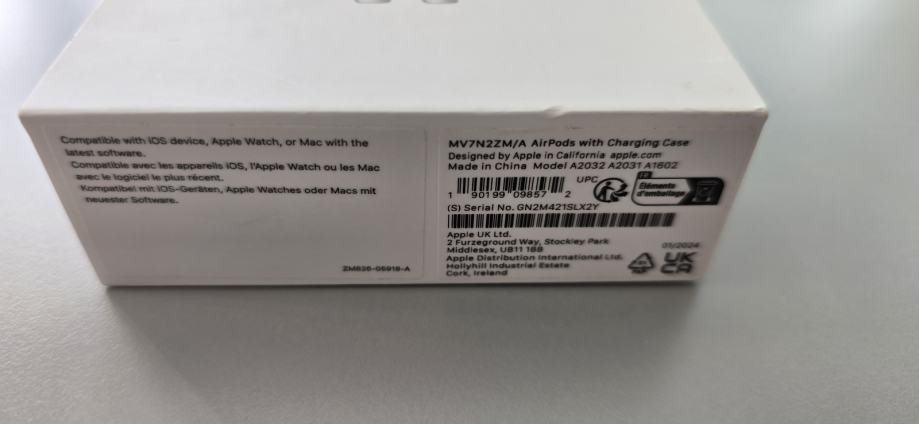 Compatible with iOS device, Apple Watch, or Mac with the
latest software.
Compatible avec les appareils iOS, l'Apple Watch ou les Mac
avec le logiciel le plus récent.
Kompatibel mit iOS-Geräten, Apple Watches oder Macs mit
neuester Software.
ZM826-05918-A
MV7N2ZM/A AirPods with Charging Case
Designed by Apple in California apple.com
Made in China Model A2032 A2031 A1602
UPC
1 90199 09857 2
FR
Éléments
d'emballage
(S) Serial No. GN2M421SLX2Y
Apple UK Ltd.
2 Furzeground Way, Stockley Park
Middlesex, UB11 1BB
Apple Distribution International Ltd.
Hollyhill Industrial Estate
Cork, Ireland
01/2024
UK
CA